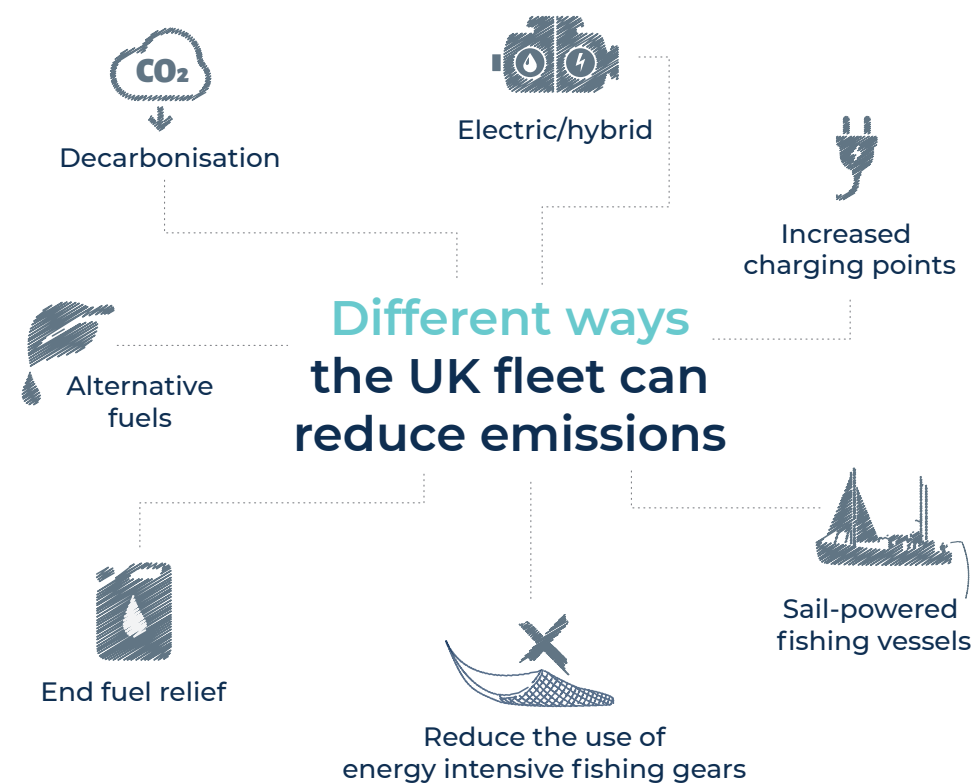 CO₂
Decarbonisation
Electric/hybrid
Increased
charging points
Different ways
the UK fleet can
reduce emissions
Alternative
fuels
Sail-powered
fishing vessels
End fuel relief
Reduce the use of
energy intensive fishing gears